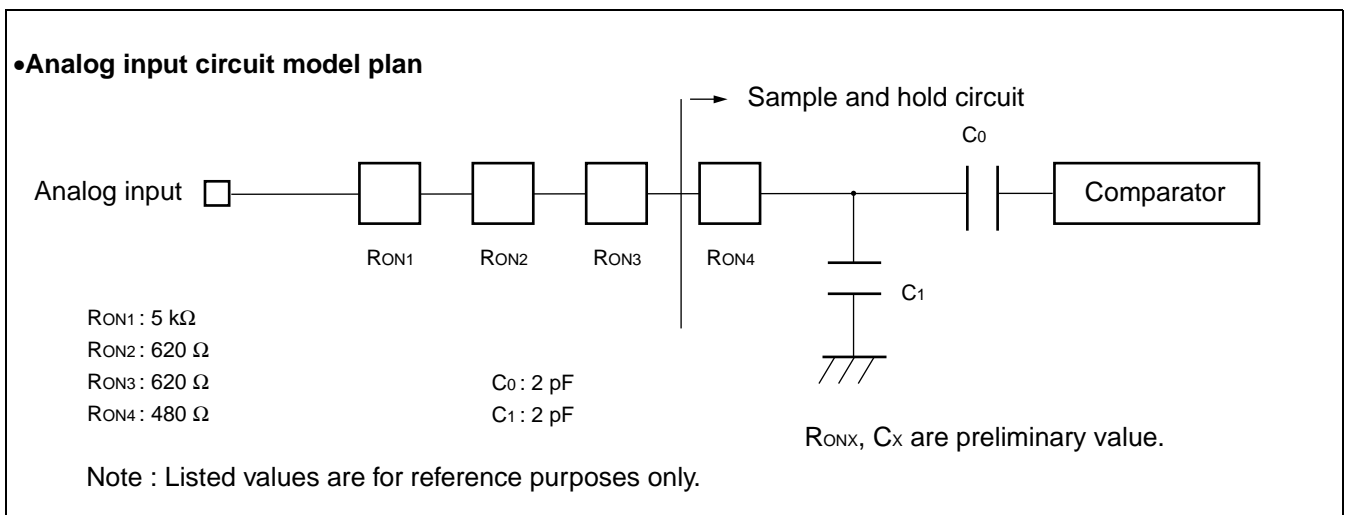 •Analog input circuit model plan
Sample and hold circuit
C0
Analog input
Comparator
RON1 RON2 RON3 RON4
C1
RON1 : 5 kΩ
RON2 : 620 Ω
RON3 : 620 Ω C0 : 2 pF
RON4 : 480 Ω C1 : 2 pF
RONX, CX are preliminary value.
Note : Listed values are for reference purposes only.